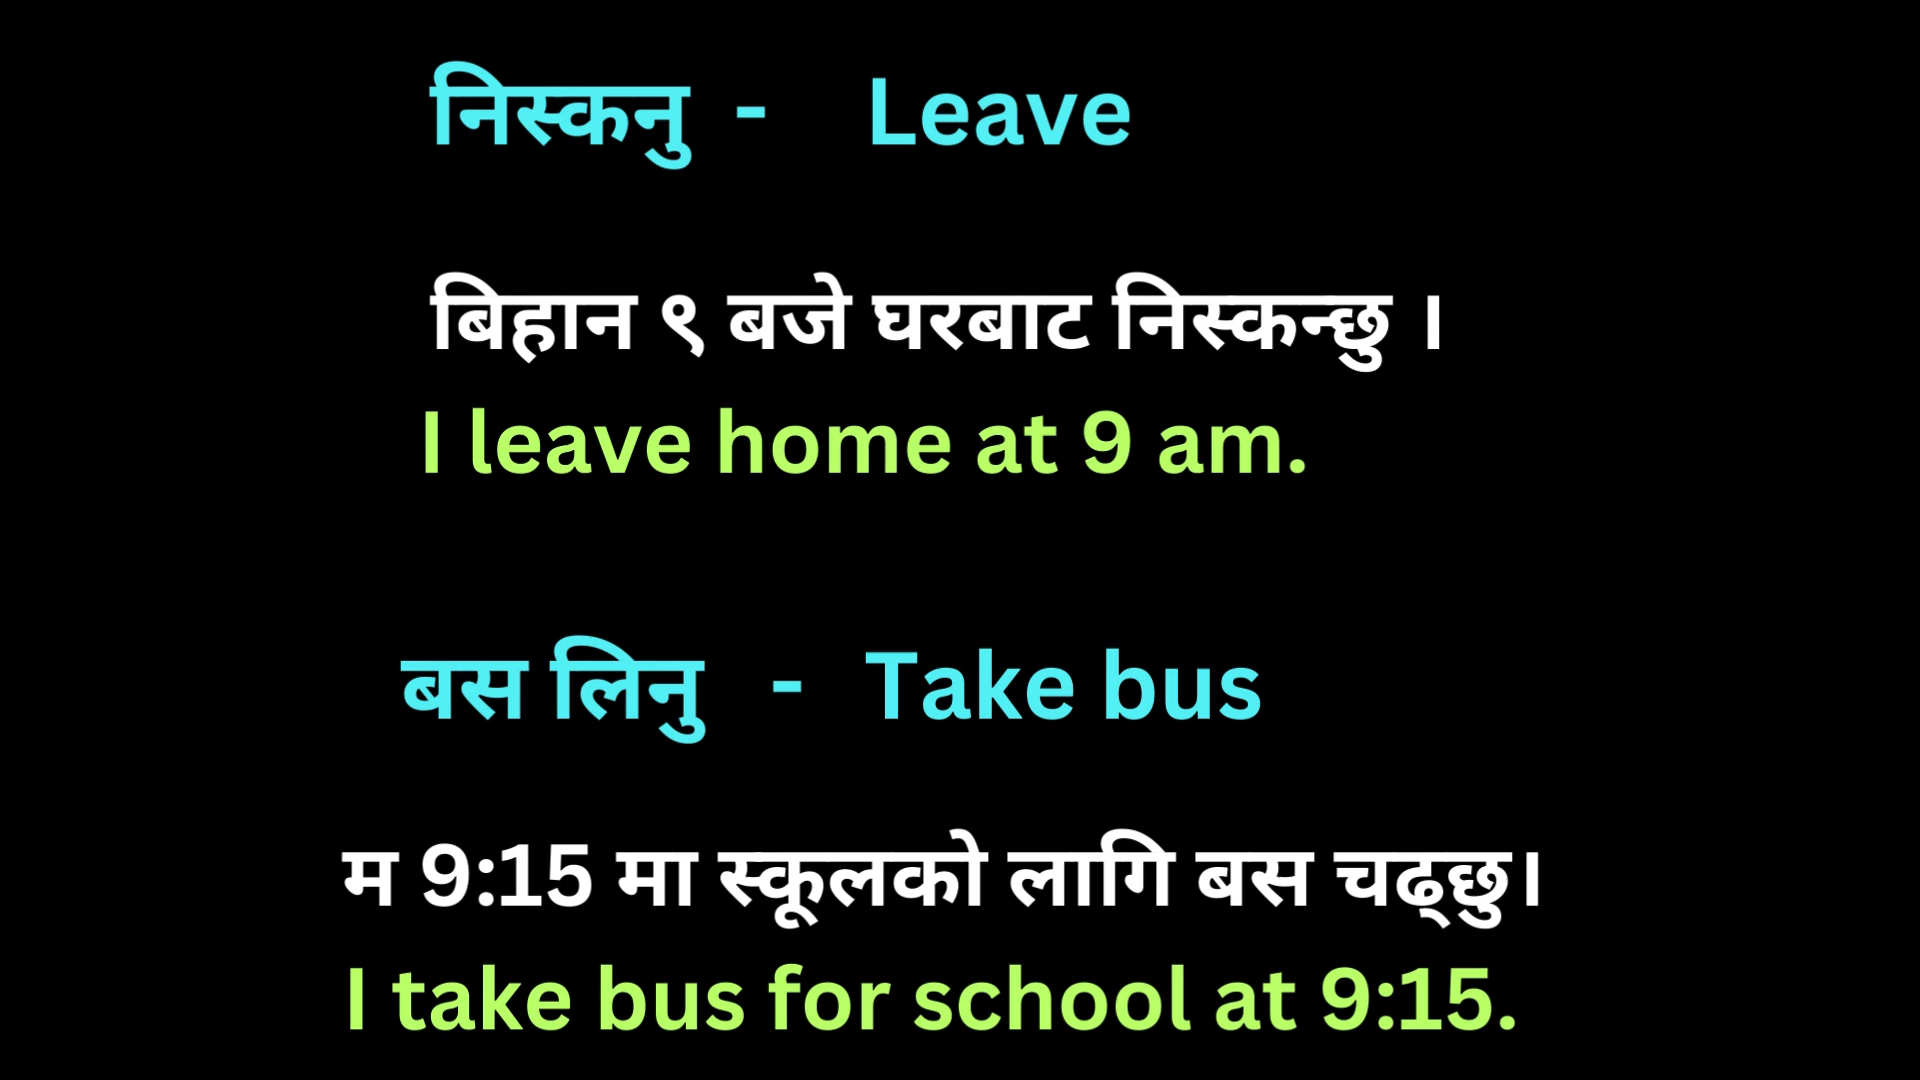 निस्कनु - Leave
बिहान ९ बजे घरबाट निस्कन्छु ।
I leave home at 9 am.
बस लिनु - Take bus
म 9:15 मा स्कूलको लागि बस चढ्छु।
I take bus for school at 9:15.